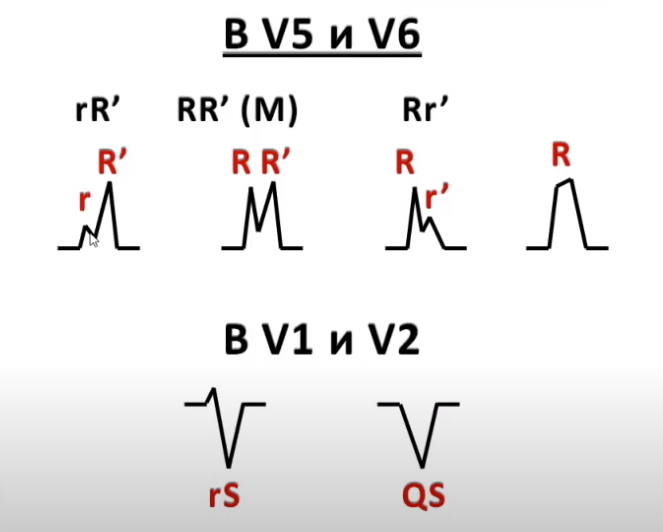 В V5 и V6
rR’ RR’ (М) Rr’
R’ R R’ R R
r r’
В V1 и V2
rS QS